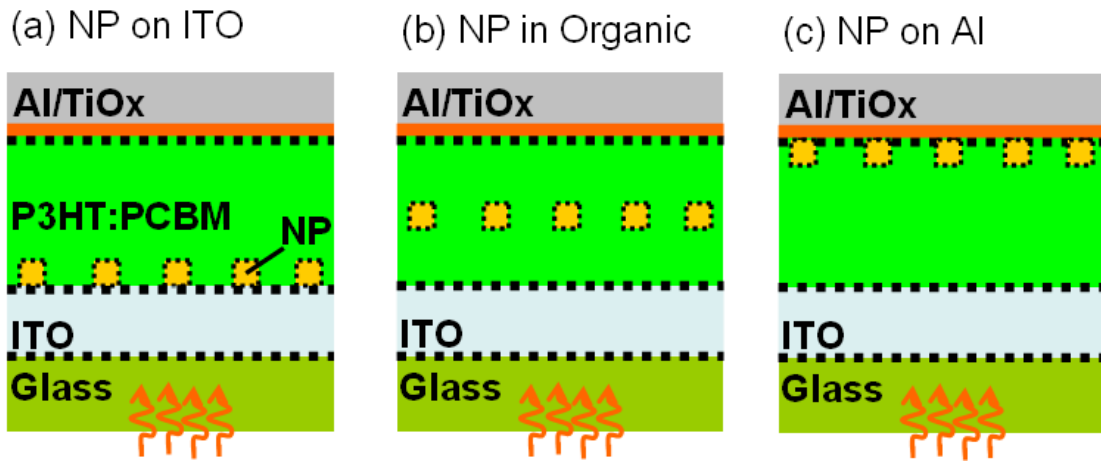 (a) NP on ITO
Al/TiOx
P3HT:PCBM
NP
ITO
Glass
(b) NP in Organic
Al/TiOx
ITO
Glass
(c) NP on Al
Al/TiOx
ITO
Glass